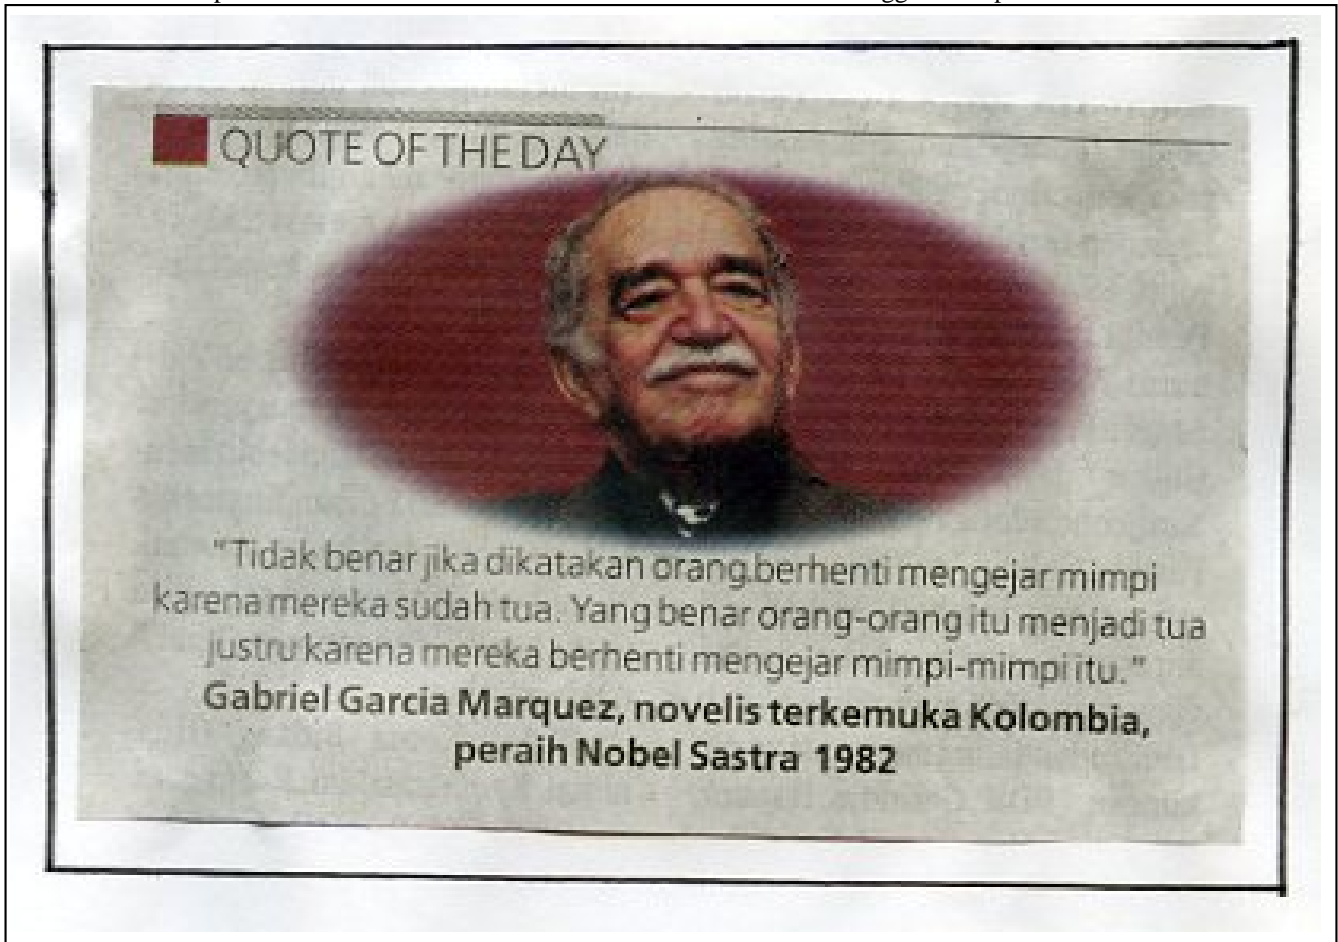 QUOTE OF THE DAY
"Tidak benar jika dikatakan orang berhenti mengejar mimpi
karena mereka sudah tua. Yang benar orang-orang itu menjadi tua
justru karena mereka berhenti mengejar mimpi-mimpi itu."
Gabriel Garcia Marquez, novelis terkemuka Kolombia,
peraih Nobel Sastra 1982